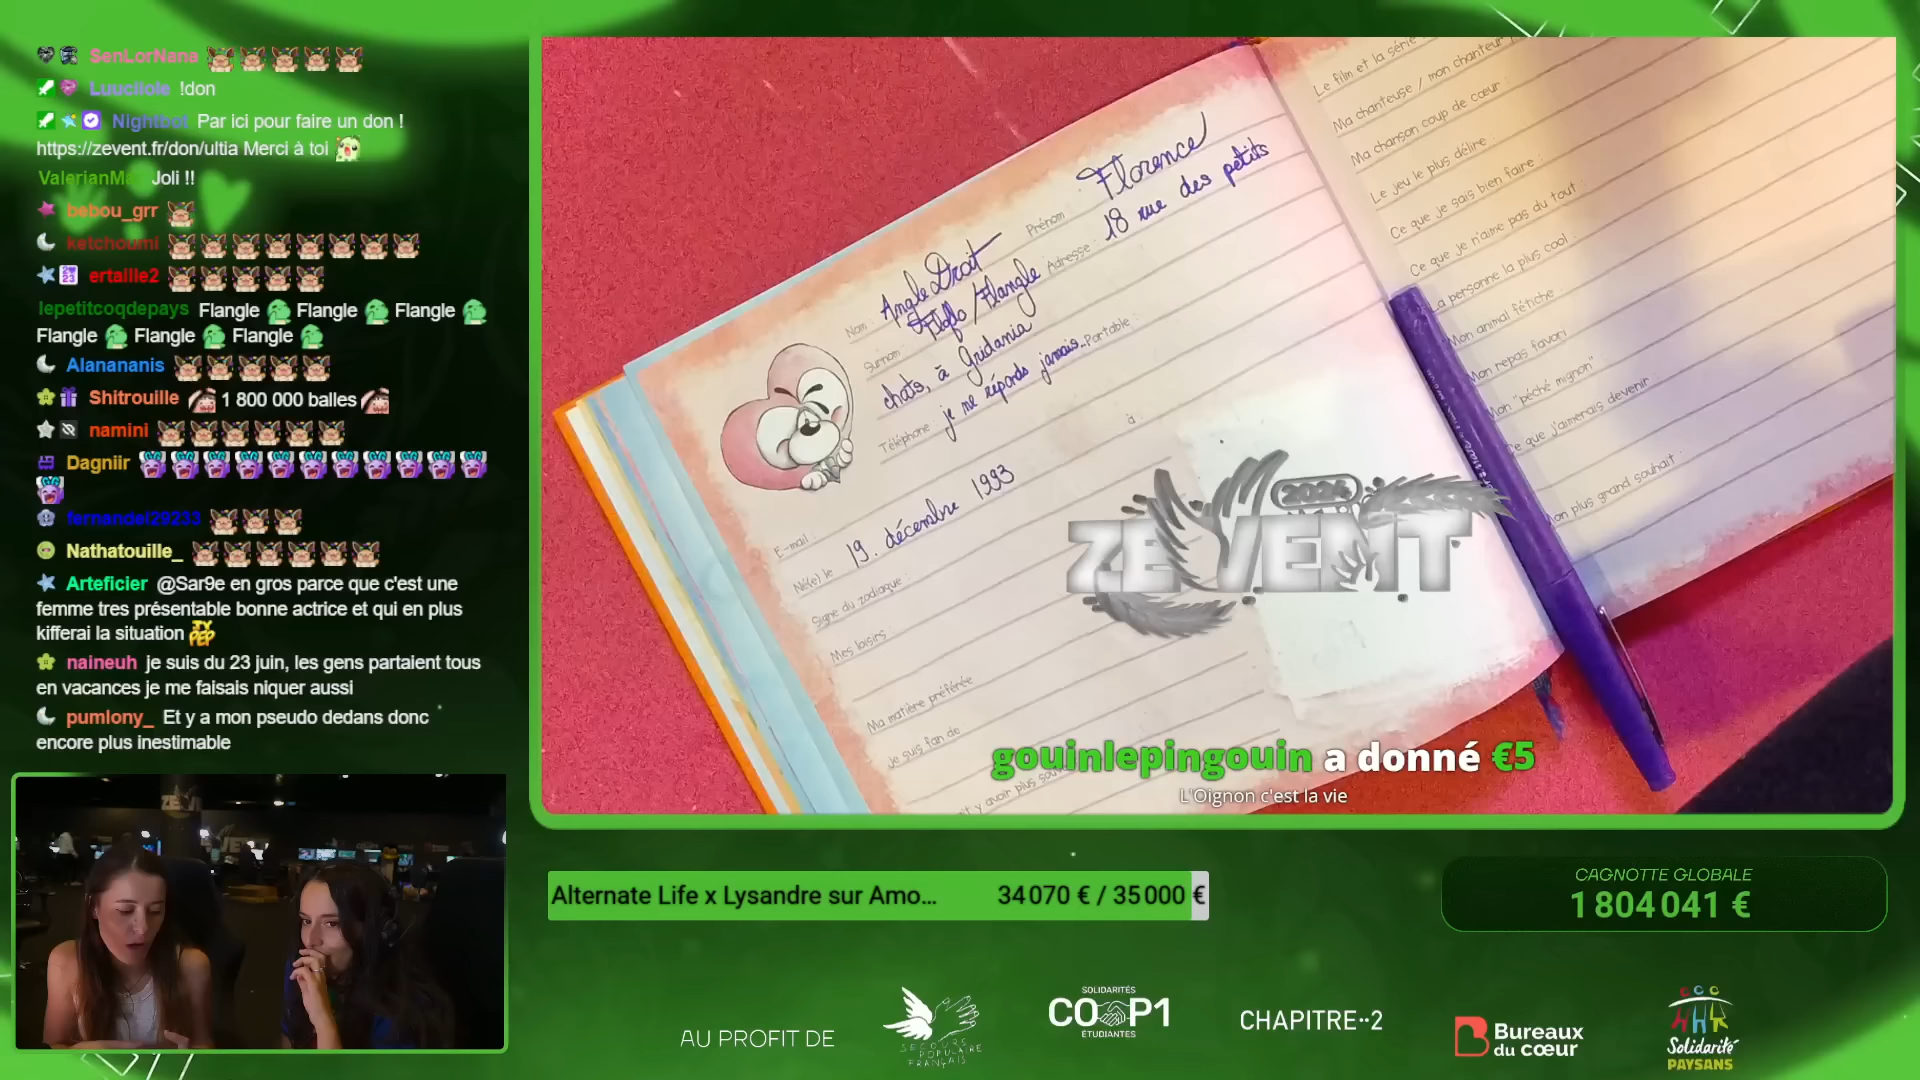 SenLorNana
Luucilole !don
Nightbot Par ici pour faire un don !
https://zevent.fr/don/ultia Merci à toi
ValerianMa Joli !!
bebou_grr
ketchoumi
ertaille2
lepetitcoqdepays Flangle Flangle Flangle
Flangle Flangle Flangle
Alanananis
Shitrouille 1 800 000 balles
namini
Dagniir
fernandel29233
Nathatouille_
Arteficier @Sar9e en gros parce que c'est une
femme tres présentable bonne actrice et qui en plus
kifferai la situation
naineuh je suis du 23 juin, les gens partaient tous
en vacances je me faisais niquer aussi
pumlony_ Et y a mon pseudo dedans donc
encore plus inestimable
Nom : Angle Droit Prénom : Florence
Surnom : Floflo / Flangle Adresse : 18 rue des petits
chats, à Gridania
Téléphone je me réponds jamais.. Portable :
E-mail :
Né(e) le 19. décembre 1993 à :
Signe du zodiaque :
Mes loisirs
Ma matière préférée
Je suis fan de
Le film et la série
Ma chanteuse / mon chanteur
Ma chanson coup de cœur :
Le jeu le plus délire :
Ce que je sais bien faire :
Ce que je n'aime pas du tout :
La personne la plus cool :
Mon animal fétiche :
Mon repas favori
Mon "péché mignon"
Ce que j'aimerais devenir :
Mon plus grand souhait :
2024
ZEVENT
gouinlepingouin a donné €5
L'Oignon c'est la vie
Alternate Life x Lysandre sur Amo... 34 070 € / 35 000 €
CAGNOTTE GLOBALE
1 804 041 €
AU PROFIT DE
SECOURS
POPULAIRE
FRANÇAIS
SOLIDARITÉS
COP1
ÉTUDIANTES
CHAPITRE··2
Bureaux
du cœur
Solidarité
PAYSANS